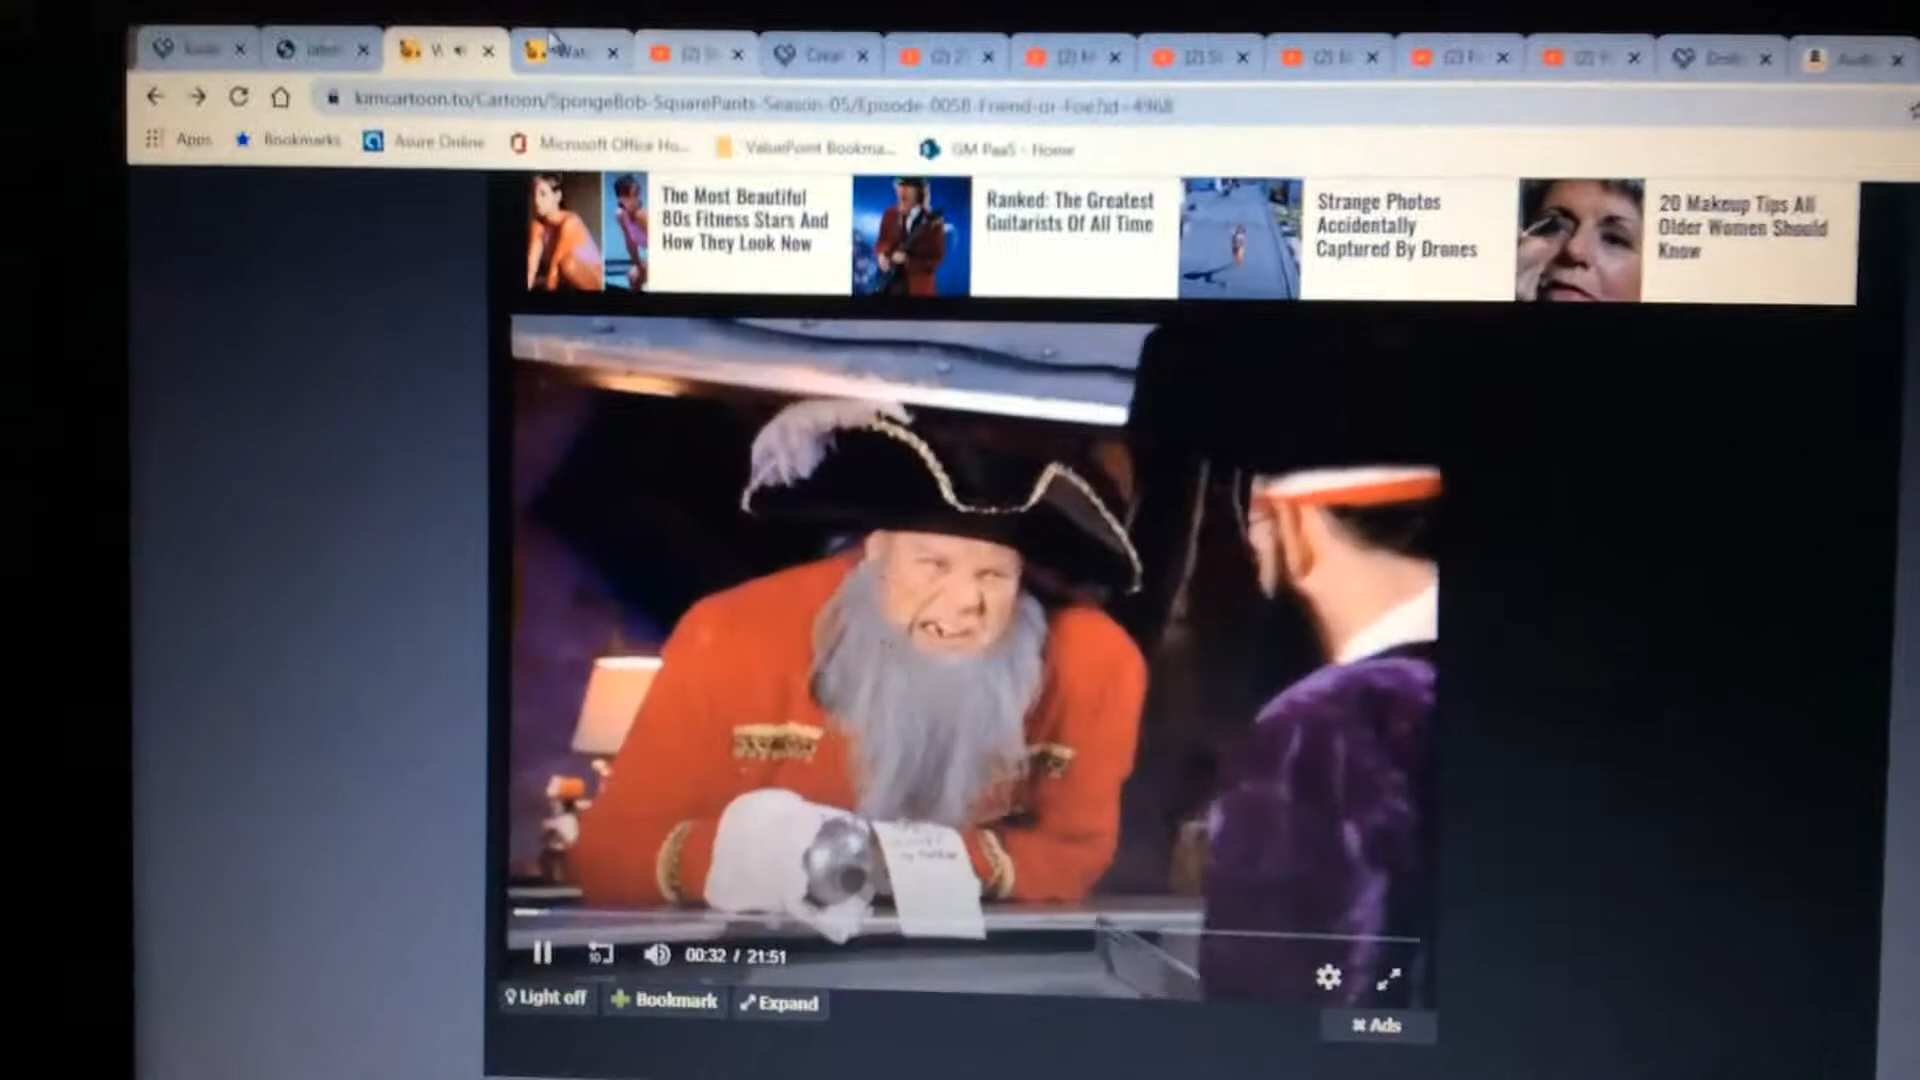 kimcartoon.to/Cartoon/SpongeBob-SquarePants-Season-05/Episode-0058-Friend-or-Foe?id=4968
Apps Bookmarks Azure Online Microsoft Office Ho... ValuePoint Bookma... GM PaaS - Home
The Most Beautiful
80s Fitness Stars And
How They Look Now
Ranked: The Greatest
Guitarists Of All Time
Strange Photos
Accidentally
Captured By Drones
20 Makeup Tips All
Older Women Should
Know
10
00:32 / 21:51
Light off Bookmark Expand
Ads